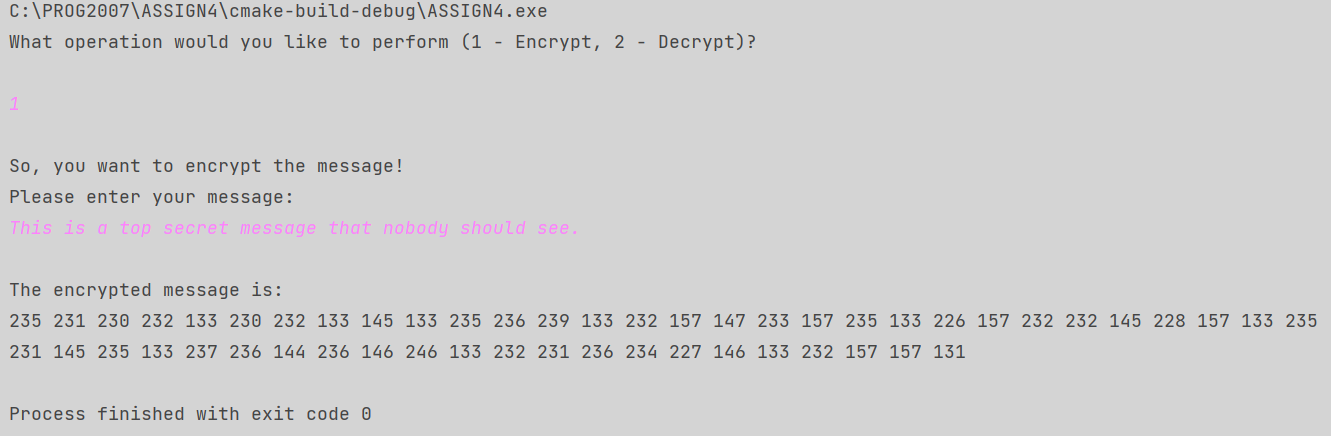 C:\PROG2007\ASSIGN4\cmake-build-debug\ASSIGN4.exe
What operation would you like to perform (1 - Encrypt, 2 - Decrypt)?
1
So, you want to encrypt the message!
Please enter your message:
This is a top secret message that nobody should see.
The encrypted message is:
235 231 230 232 133 230 232 133 145 133 235 236 239 133 232 157 147 233 157 235 133 226 157 232 232 145 228 157 133 235
231 145 235 133 237 236 144 236 146 246 133 232 231 236 234 227 146 133 232 157 157 131
Process finished with exit code 0